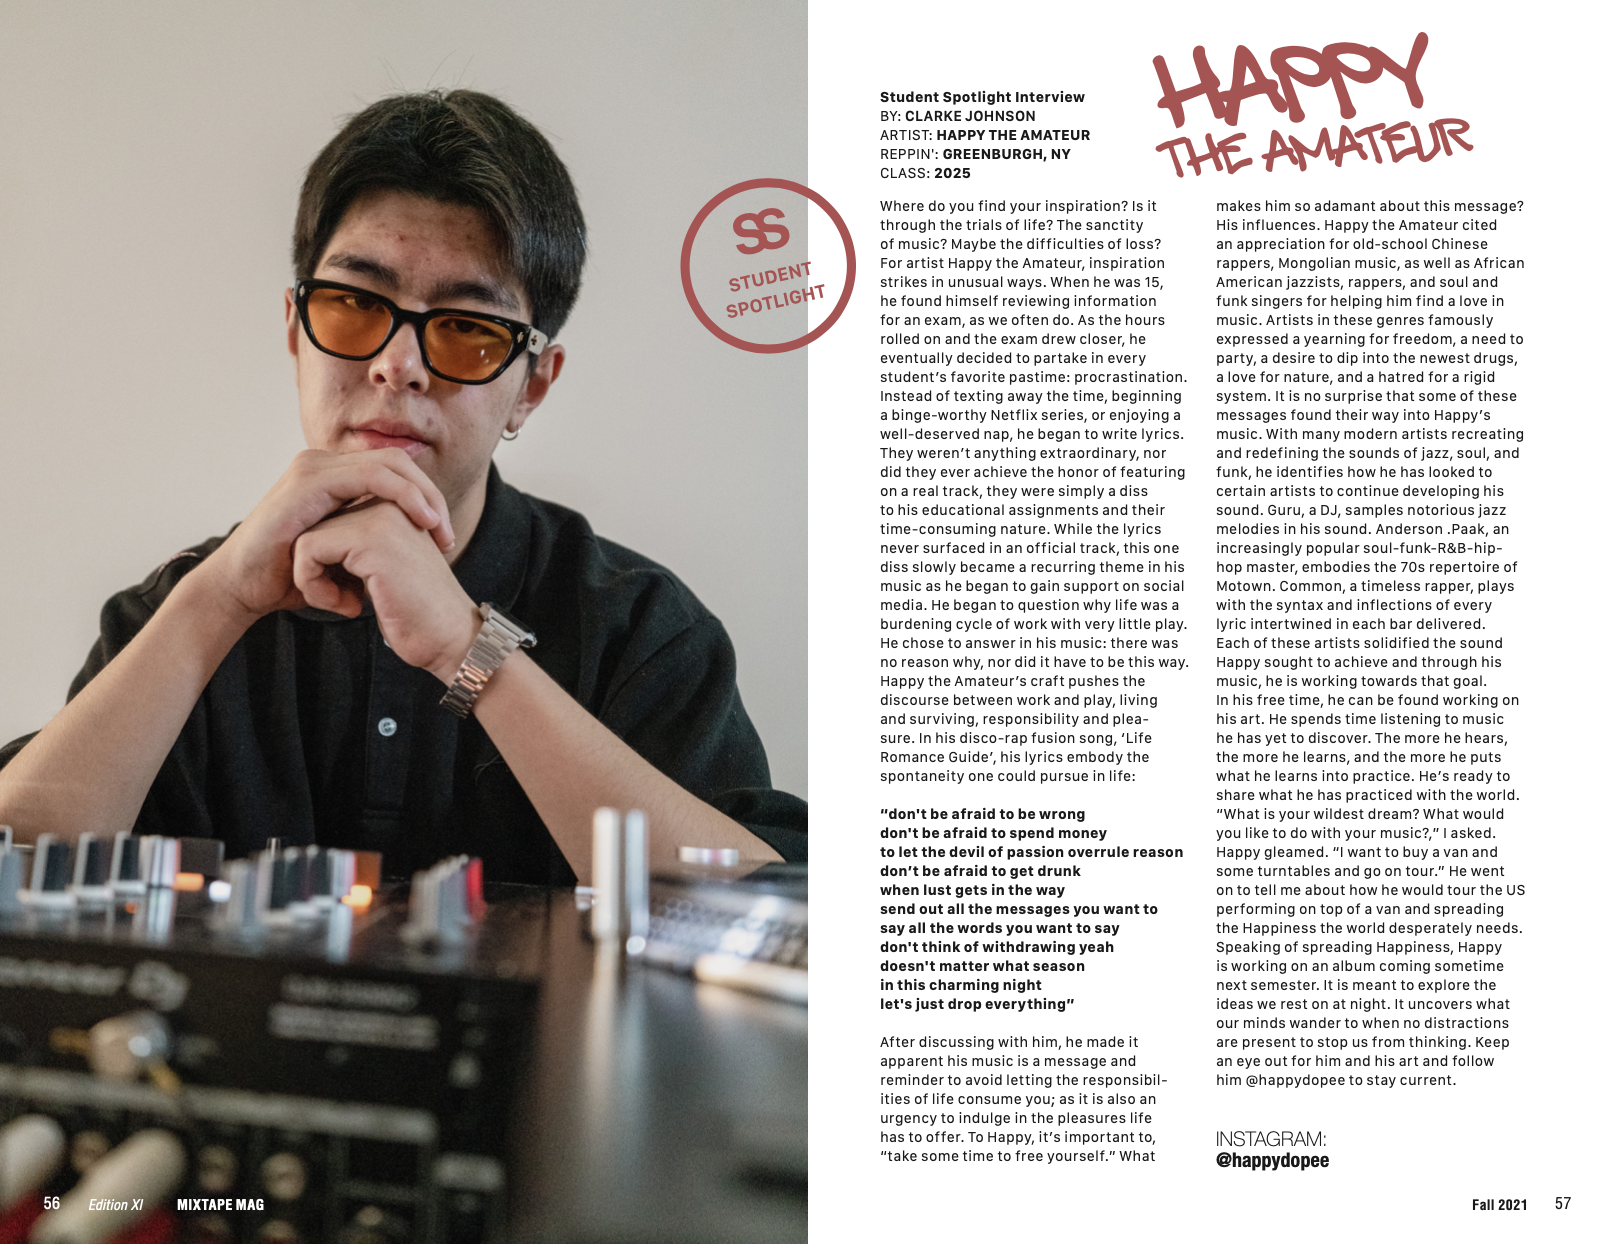 SS
STUDENT
SPOTLIGHT
56 Edition XI MIXTAPE MAG
HAPPY
THE AMATEUR
Student Spotlight Interview
BY: CLARKE JOHNSON
ARTIST: HAPPY THE AMATEUR
REPPIN': GREENBURGH, NY
CLASS: 2025
Where do you find your inspiration? Is it
through the trials of life? The sanctity
of music? Maybe the difficulties of loss?
For artist Happy the Amateur, inspiration
strikes in unusual ways. When he was 15,
he found himself reviewing information
for an exam, as we often do. As the hours
rolled on and the exam drew closer, he
eventually decided to partake in every
student’s favorite pastime: procrastination.
Instead of texting away the time, beginning
a binge-worthy Netflix series, or enjoying a
well-deserved nap, he began to write lyrics.
They weren’t anything extraordinary, nor
did they ever achieve the honor of featuring
on a real track, they were simply a diss
to his educational assignments and their
time-consuming nature. While the lyrics
never surfaced in an official track, this one
diss slowly became a recurring theme in his
music as he began to gain support on social
media. He began to question why life was a
burdening cycle of work with very little play.
He chose to answer in his music: there was
no reason why, nor did it have to be this way.
Happy the Amateur’s craft pushes the
discourse between work and play, living
and surviving, responsibility and plea-
sure. In his disco-rap fusion song, ‘Life
Romance Guide’, his lyrics embody the
spontaneity one could pursue in life:
“don't be afraid to be wrong
don't be afraid to spend money
to let the devil of passion overrule reason
don’t be afraid to get drunk
when lust gets in the way
send out all the messages you want to
say all the words you want to say
don't think of withdrawing yeah
doesn't matter what season
in this charming night
let's just drop everything”
After discussing with him, he made it
apparent his music is a message and
reminder to avoid letting the responsibil-
ities of life consume you; as it is also an
urgency to indulge in the pleasures life
has to offer. To Happy, it’s important to,
“take some time to free yourself.” What
makes him so adamant about this message?
His influences. Happy the Amateur cited
an appreciation for old-school Chinese
rappers, Mongolian music, as well as African
American jazzists, rappers, and soul and
funk singers for helping him find a love in
music. Artists in these genres famously
expressed a yearning for freedom, a need to
party, a desire to dip into the newest drugs,
a love for nature, and a hatred for a rigid
system. It is no surprise that some of these
messages found their way into Happy’s
music. With many modern artists recreating
and redefining the sounds of jazz, soul, and
funk, he identifies how he has looked to
certain artists to continue developing his
sound. Guru, a DJ, samples notorious jazz
melodies in his sound. Anderson .Paak, an
increasingly popular soul-funk-R&B-hip-
hop master, embodies the 70s repertoire of
Motown. Common, a timeless rapper, plays
with the syntax and inflections of every
lyric intertwined in each bar delivered.
Each of these artists solidified the sound
Happy sought to achieve and through his
music, he is working towards that goal.
In his free time, he can be found working on
his art. He spends time listening to music
he has yet to discover. The more he hears,
the more he learns, and the more he puts
what he learns into practice. He’s ready to
share what he has practiced with the world.
“What is your wildest dream? What would
you like to do with your music?,” I asked.
Happy gleamed. “I want to buy a van and
some turntables and go on tour.” He went
on to tell me about how he would tour the US
performing on top of a van and spreading
the Happiness the world desperately needs.
Speaking of spreading Happiness, Happy
is working on an album coming sometime
next semester. It is meant to explore the
ideas we rest on at night. It uncovers what
our minds wander to when no distractions
are present to stop us from thinking. Keep
an eye out for him and his art and follow
him @happydopee to stay current.
INSTAGRAM:
@happydopee
Fall 2021 57